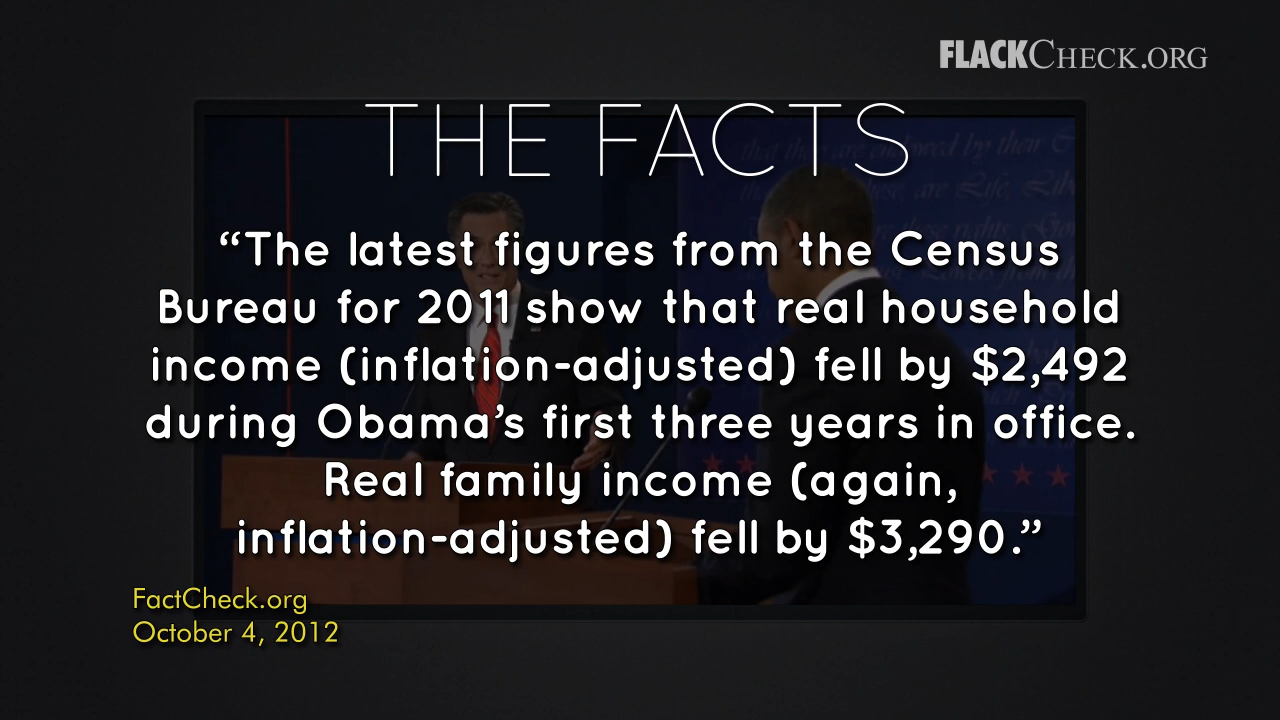 FLACKCHECK.ORG
THE FACTS
“The latest figures from the Census
Bureau for 2011 show that real household
income (inflation-adjusted) fell by $2,492
during Obama’s first three years in office.
Real family income (again,
inflation-adjusted) fell by $3,290.”
FactCheck.org
October 4, 2012